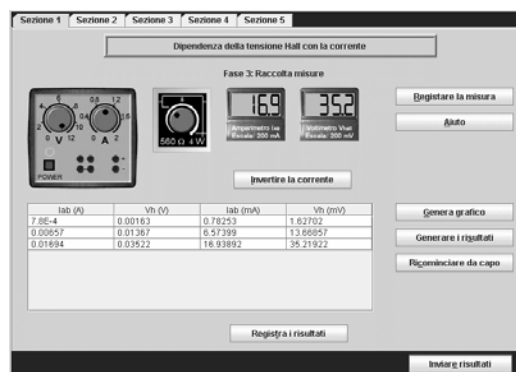 Sezione 1 Sezione 2 Sezione 3 Sezione 4 Sezione 5
Dipendenza della tensione Hall con la corrente
Fase 3: Raccolta misure
16.9 35.2
Amperimetro IAB Voltimetro VHall
Escala: 200 mA Escala: 200 mV
560 Ω 4 W
V A
POWER
Registare la misura
Aiuto
Invertire la corrente
Iab (A) Vh (V) Iab (mA) Vh (mV)
7.8E-4 0.00163 0.78253 1.62702
0.00657 0.01367 6.57399 13.66857
0.01694 0.03522 16.93892 35.21922
Genera grafico
Generare i risultati
Ricominciare da capo
Registra i risultati
Inviare risultati